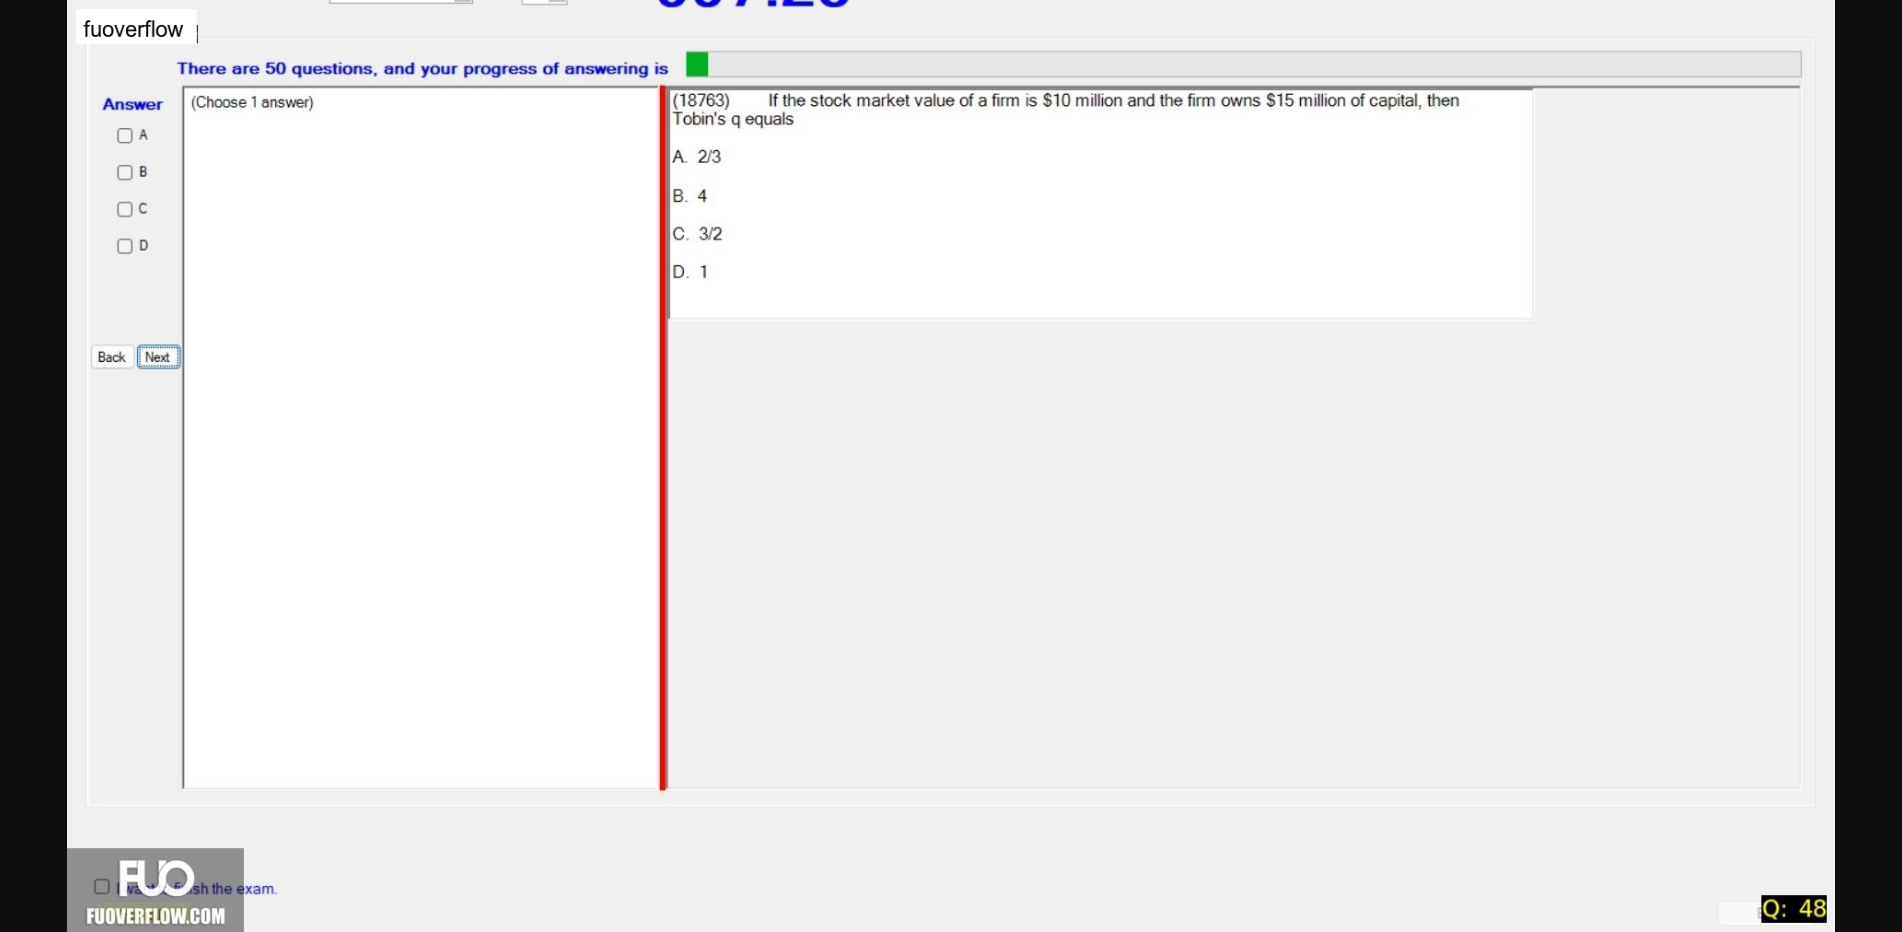 fuoverflow
There are 50 questions, and your progress of answering is
Answer
(Choose 1 answer)
A
B
C
D
Back
Next
(18763) If the stock market value of a firm is $10 million and the firm owns $15 million of capital, then
Tobin's q equals
A. 2/3
B. 4
C. 3/2
D. 1
FUO
the exam.
FUOVERFLOW.COM
Q: 48